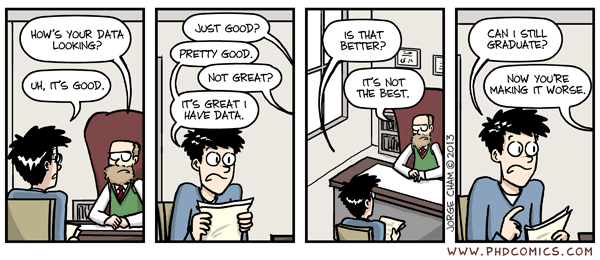 HOW'S YOUR DATA
LOOKING?
UH, IT'S GOOD.
JUST GOOD?
PRETTY GOOD.
NOT GREAT?
IT'S GREAT I
HAVE DATA.
IS THAT
BETTER?
IT'S NOT
THE BEST.
JORGE CHAM © 2013
CAN I STILL
GRADUATE?
NOW YOU'RE
MAKING IT WORSE.
WWW.PHDCOMICS.COM